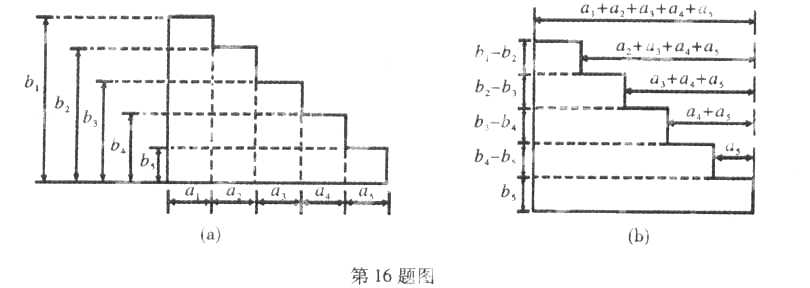 a₁+a₂+a₃+a₄+a₅
b₁
b₂
b₃
b₄
b₅
a₁ a₂ a₃ a₄ a₅
(a)
b₁−b₂
a₂+a₃+a₄+a₅
b₂−b₃
a₃+a₄+a₅
b₃−b₄
a₄+a₅
b₄−b₅
a₅
b₅
(b)
第16题图